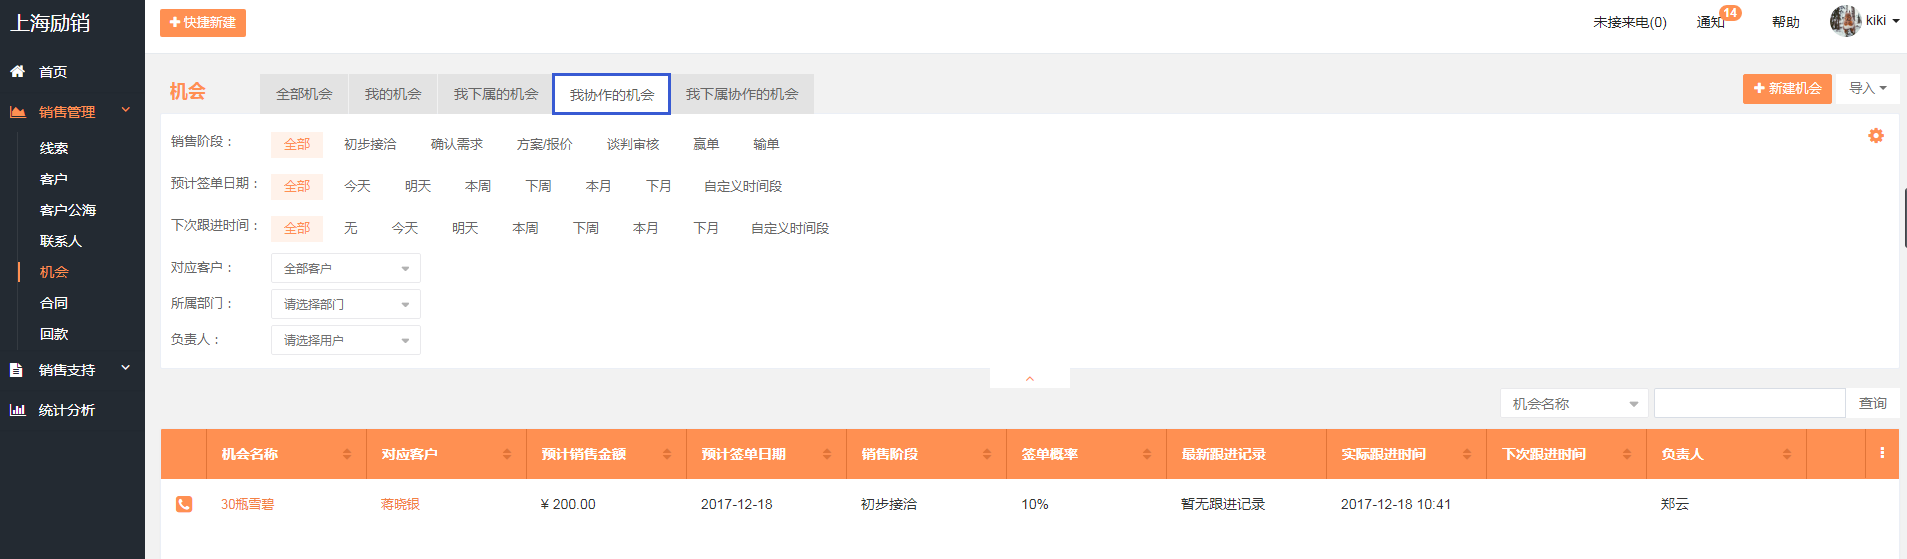 上海励销
快捷新建
未接来电(0) 通知 14 帮助 kiki
首页
销售管理
线索
客户
客户公海
联系人
机会
合同
回款
销售支持
统计分析
机会 全部机会 我的机会 我下属的机会 我协作的机会 我下属协作的机会 新建机会 导入
销售阶段： 全部 初步接洽 确认需求 方案/报价 谈判审核 赢单 输单
预计签单日期： 全部 今天 明天 本周 下周 本月 下月 自定义时间段
下次跟进时间： 全部 无 今天 明天 本周 下周 本月 下月 自定义时间段
对应客户： 全部客户
所属部门： 请选择部门
负责人： 请选择用户
机会名称 查询
机会名称 对应客户 预计销售金额 预计签单日期 销售阶段 签单概率 最新跟进记录 实际跟进时间 下次跟进时间 负责人
30瓶雪碧 蒋晓银 ¥ 200.00 2017-12-18 初步接洽 10% 暂无跟进记录 2017-12-18 10:41 郑云